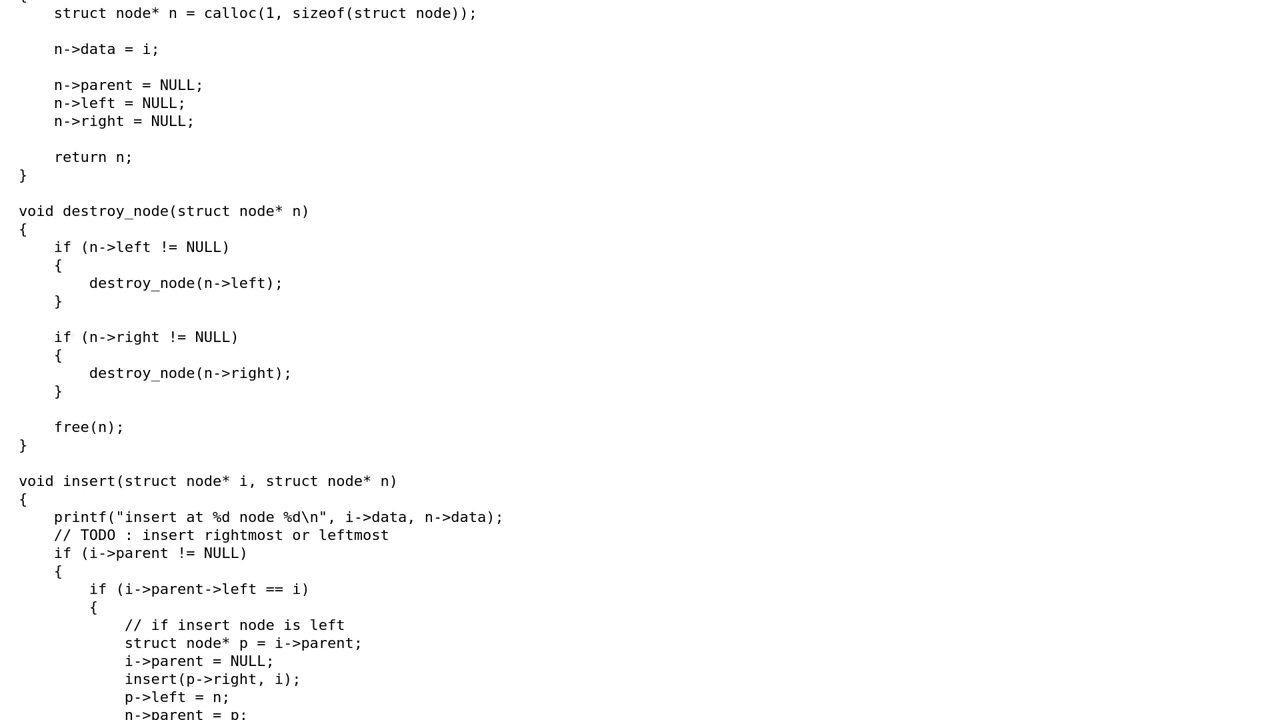 {
    struct node* n = calloc(1, sizeof(struct node));

    n->data = i;

    n->parent = NULL;
    n->left = NULL;
    n->right = NULL;

    return n;
}

void destroy_node(struct node* n)
{
    if (n->left != NULL)
    {
        destroy_node(n->left);
    }

    if (n->right != NULL)
    {
        destroy_node(n->right);
    }

    free(n);
}

void insert(struct node* i, struct node* n)
{
    printf("insert at %d node %d\n", i->data, n->data);
    // TODO : insert rightmost or leftmost
    if (i->parent != NULL)
    {
        if (i->parent->left == i)
        {
            // if insert node is left
            struct node* p = i->parent;
            i->parent = NULL;
            insert(p->right, i);
            p->left = n;
            n->parent = p;